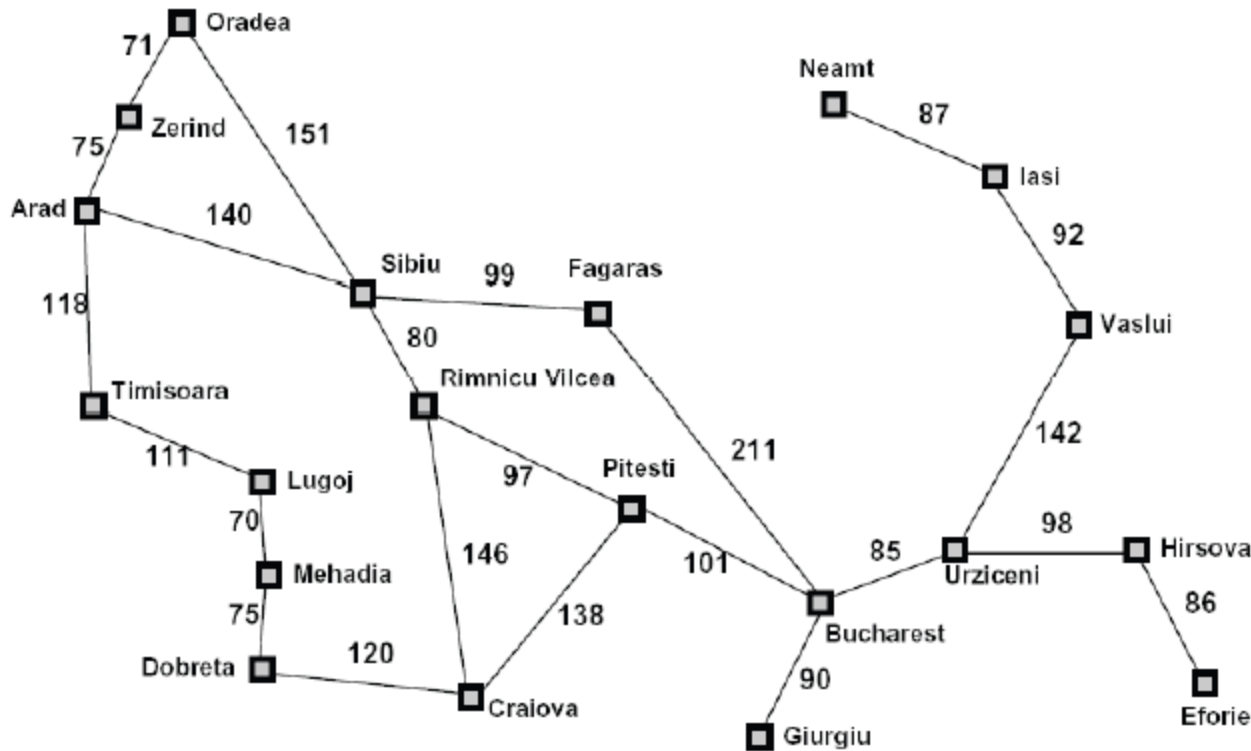 Oradea
71
Neamt
87
Zerind
151
75
Iasi
Arad
140
92
Sibiu
99
Fagaras
118
Vaslui
80
Rimnicu Vilcea
Timisoara
142
211
111
97
Pitesti
Lugoj
70
98
146
101
85
Hirsova
Urziceni
Mehadia
75
138
86
Bucharest
Dobreta
120
90
Craiova
Eforie
Giurgiu